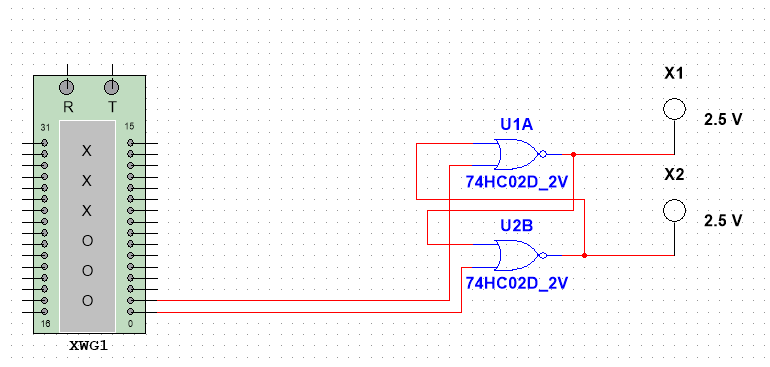 X1
2.5 V
U1A
74HC02D_2V
X2
2.5 V
U2B
74HC02D_2V
R T
31 15
X
X
X
O
O
O
16 0
XWG1